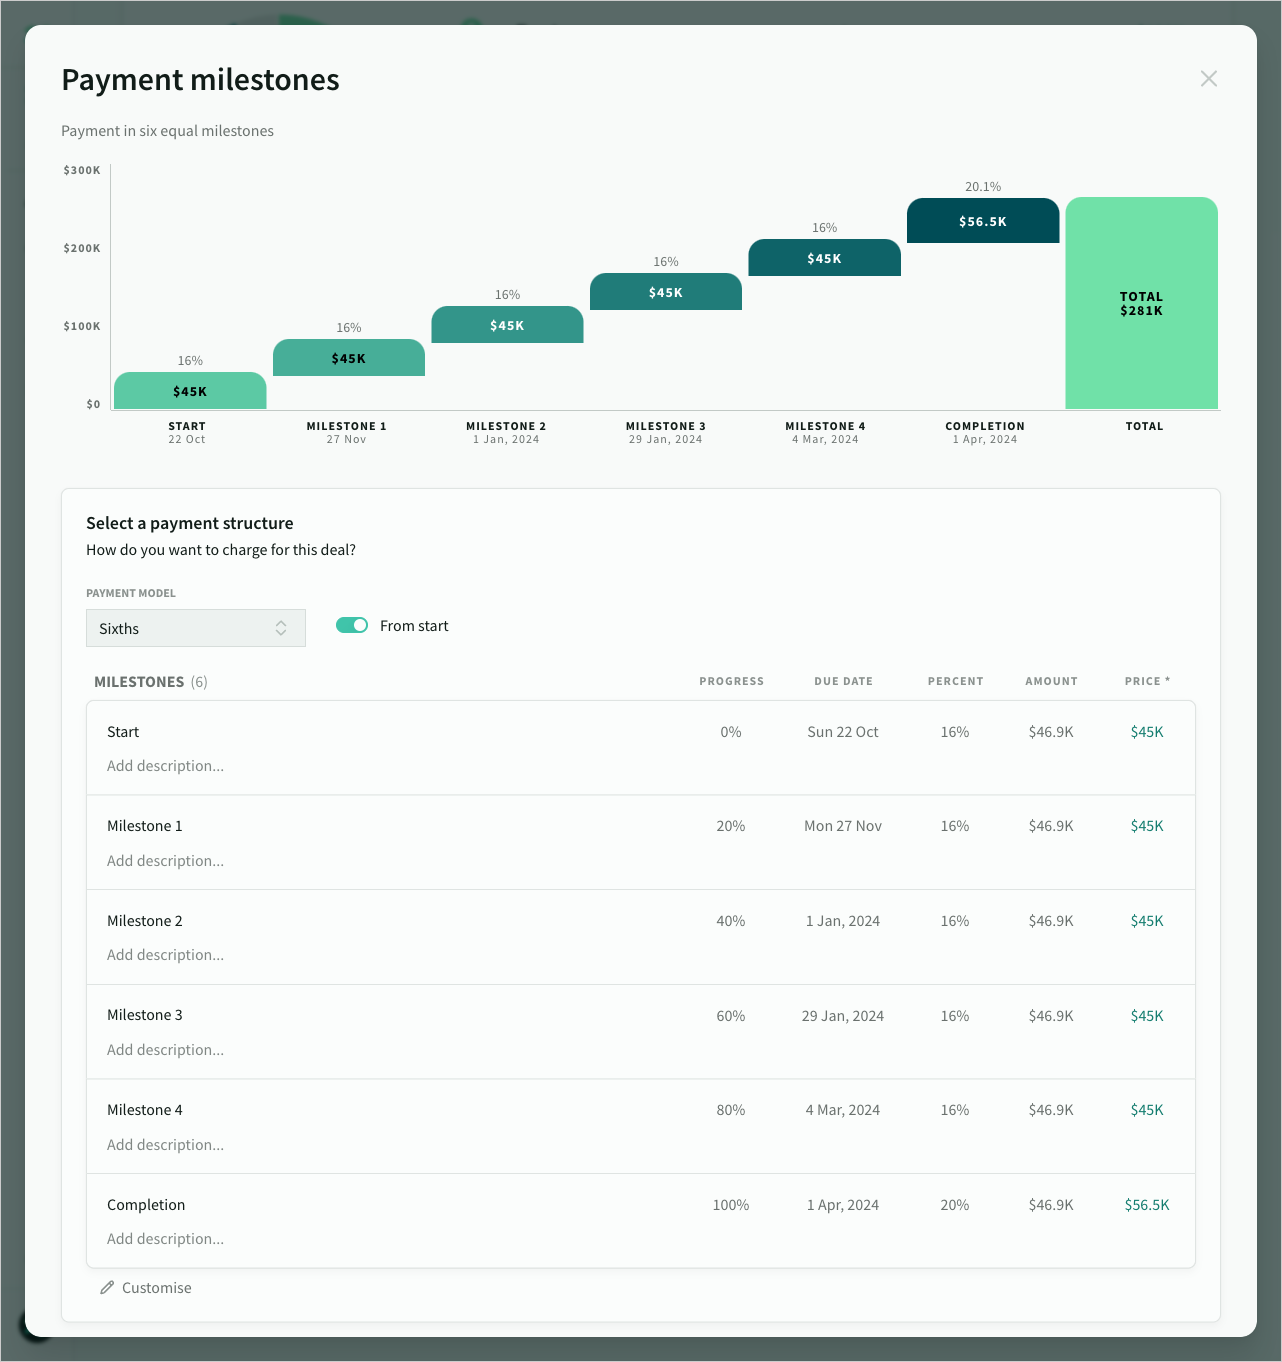 Payment milestones
Payment in six equal milestones
$300K
$200K
$100K
$0
16%
$45K
16%
$45K
16%
$45K
16%
$45K
16%
$45K
20.1%
$56.5K
TOTAL
$281K
START
22 Oct
MILESTONE 1
27 Nov
MILESTONE 2
1 Jan, 2024
MILESTONE 3
29 Jan, 2024
MILESTONE 4
4 Mar, 2024
COMPLETION
1 Apr, 2024
TOTAL
Select a payment structure
How do you want to charge for this deal?
PAYMENT MODEL
Sixths
From start
MILESTONES (6) PROGRESS DUE DATE PERCENT AMOUNT PRICE *
Start 0% Sun 22 Oct 16% $46.9K $45K
Add description...
Milestone 1 20% Mon 27 Nov 16% $46.9K $45K
Add description...
Milestone 2 40% 1 Jan, 2024 16% $46.9K $45K
Add description...
Milestone 3 60% 29 Jan, 2024 16% $46.9K $45K
Add description...
Milestone 4 80% 4 Mar, 2024 16% $46.9K $45K
Add description...
Completion 100% 1 Apr, 2024 20% $46.9K $56.5K
Add description...
Customise